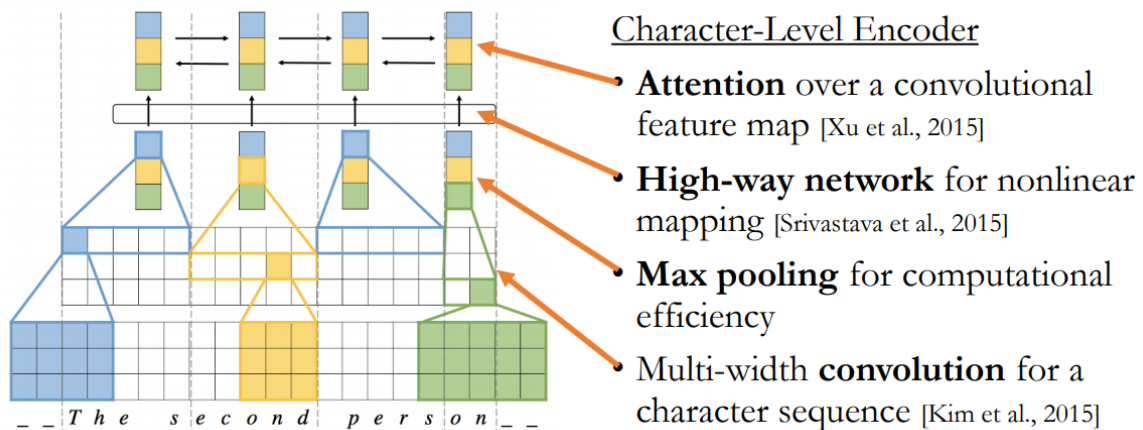 Character-Level Encoder
• Attention over a convolutional
feature map [Xu et al., 2015]
• High-way network for nonlinear
mapping [Srivastava et al., 2015]
• Max pooling for computational
efficiency
• Multi-width convolution for a
character sequence [Kim et al., 2015]
_ _ T h e s e c o n d p e r s o n _ _